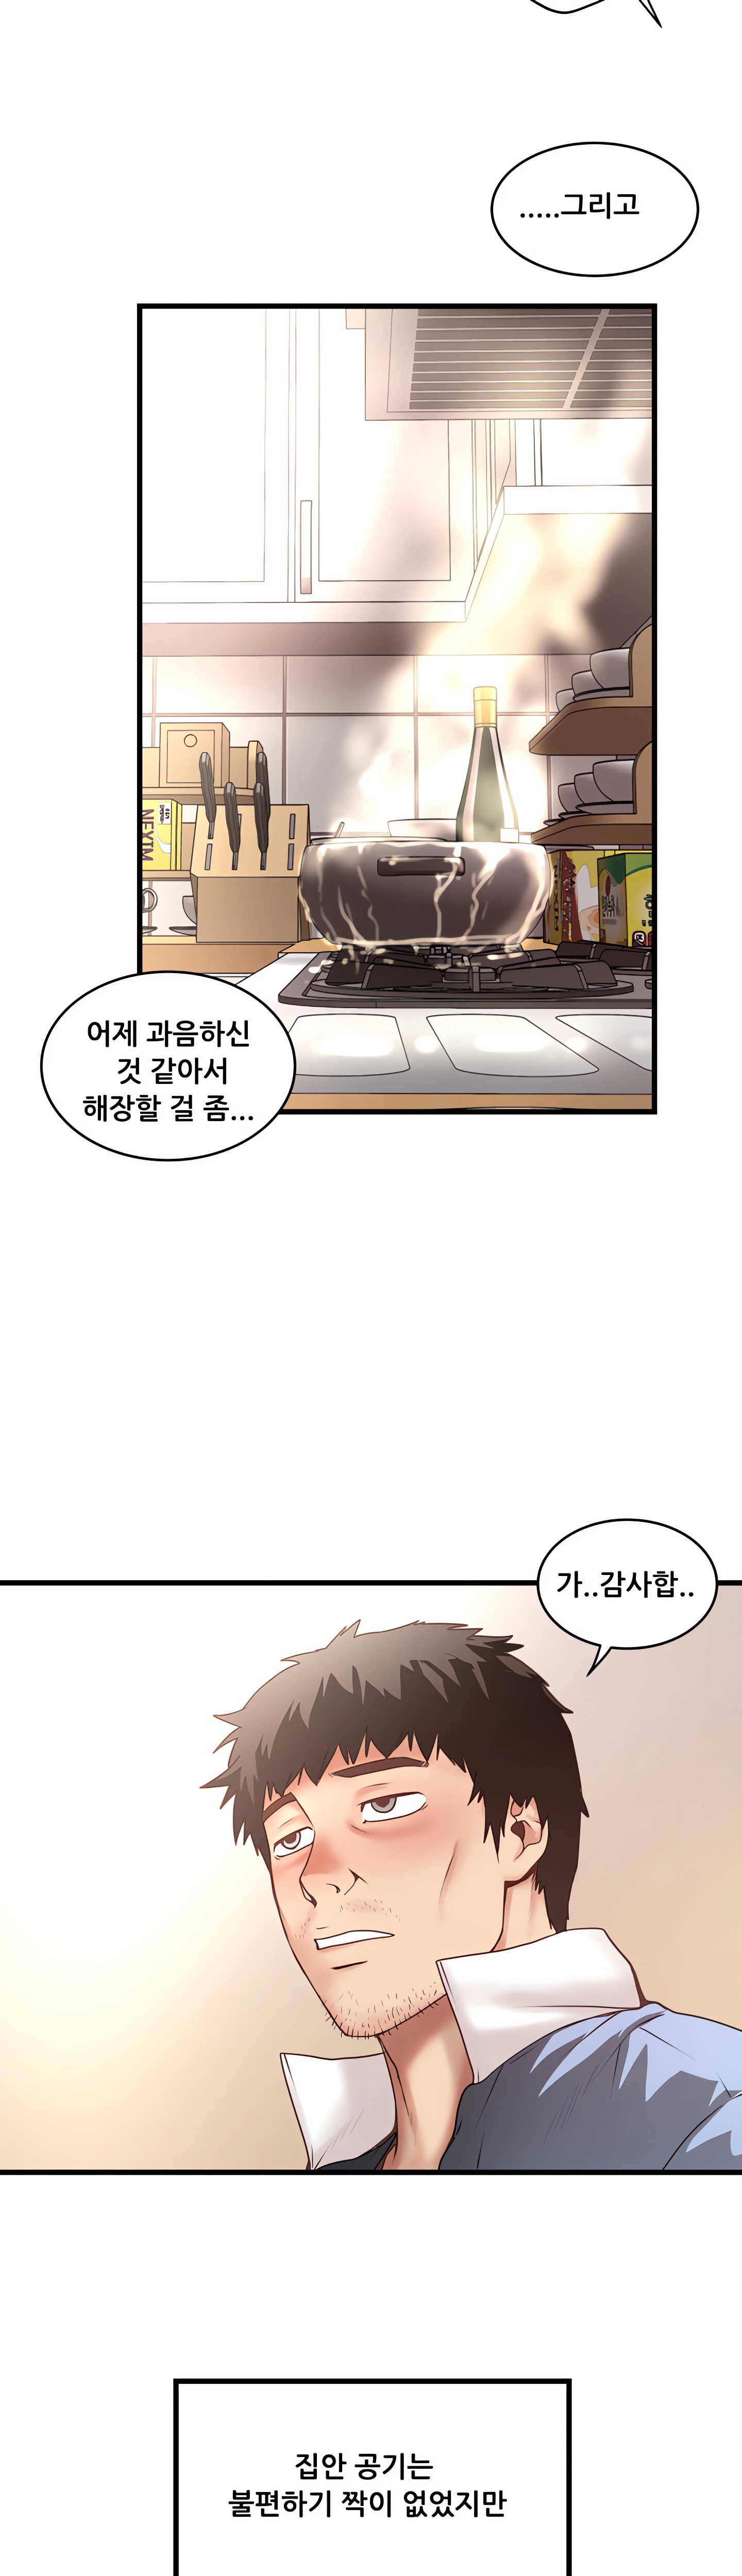 .....그리고
NEXTM
어제 과음하신
것 같아서
해장할 걸 좀...
가..감사합..
집안 공기는
불편하기 짝이 없었지만